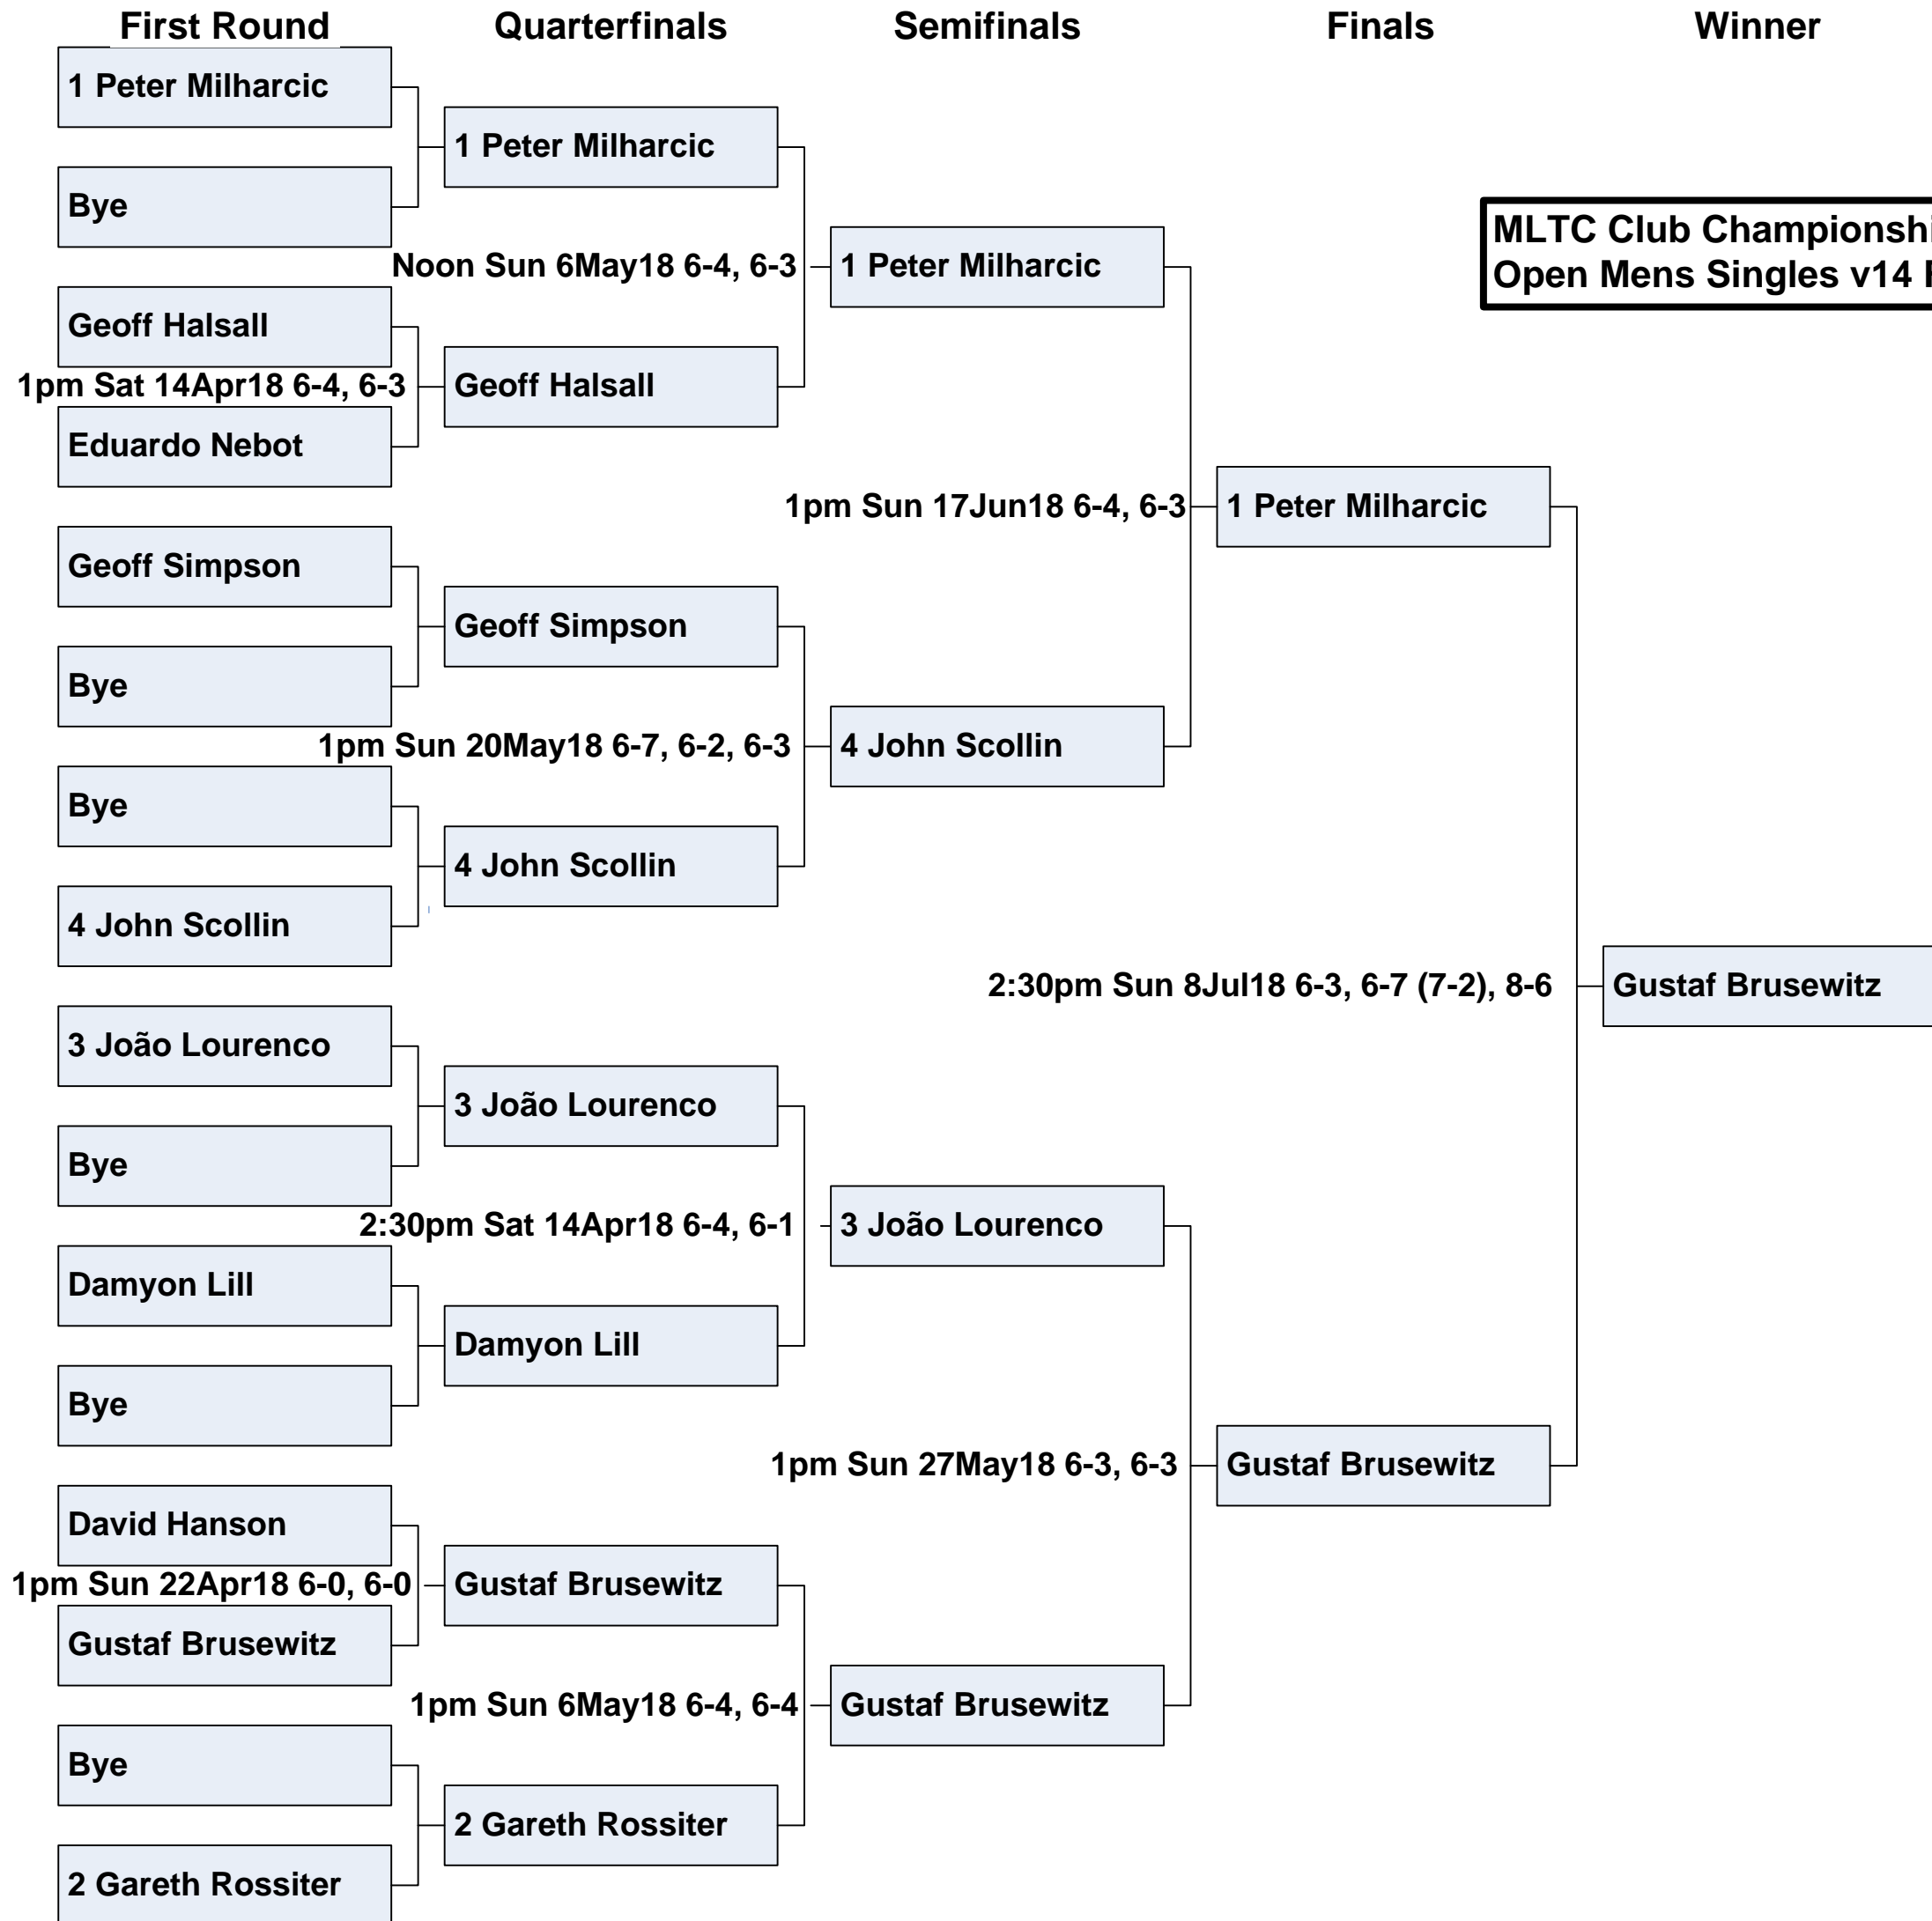 First Round
Quarterfinals
Semifinals
Finals
Winner
1 Peter Milharcic
Bye
Geoff Halsall
1pm Sat 14Apr18 6-4, 6-3
Eduardo Nebot
Geoff Simpson
Bye
Bye
4 John Scollin
3 João Lourenco
Bye
Damyon Lill
Bye
David Hanson
1pm Sun 22Apr18 6-0, 6-0
Gustaf Brusewitz
Bye
2 Gareth Rossiter
1 Peter Milharcic
Noon Sun 6May18 6-4, 6-3
Geoff Halsall
Geoff Simpson
1pm Sun 20May18 6-7, 6-2, 6-3
4 John Scollin
3 João Lourenco
2:30pm Sat 14Apr18 6-4, 6-1
Damyon Lill
Gustaf Brusewitz
1pm Sun 6May18 6-4, 6-4
2 Gareth Rossiter
1 Peter Milharcic
1pm Sun 17Jun18 6-4, 6-3
4 John Scollin
3 João Lourenco
1pm Sun 27May18 6-3, 6-3
Gustaf Brusewitz
1 Peter Milharcic
2:30pm Sun 8Jul18 6-3, 6-7 (7-2), 8-6
Gustaf Brusewitz
Gustaf Brusewitz
MLTC Club Championshi
Open Mens Singles v14